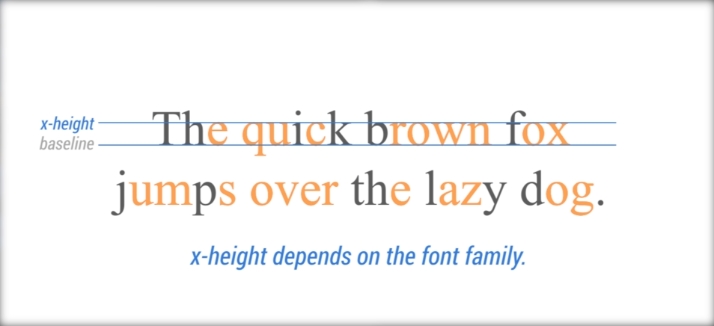 x-height
baseline
The quick brown fox
jumps over the lazy dog.
x-height depends on the font family.